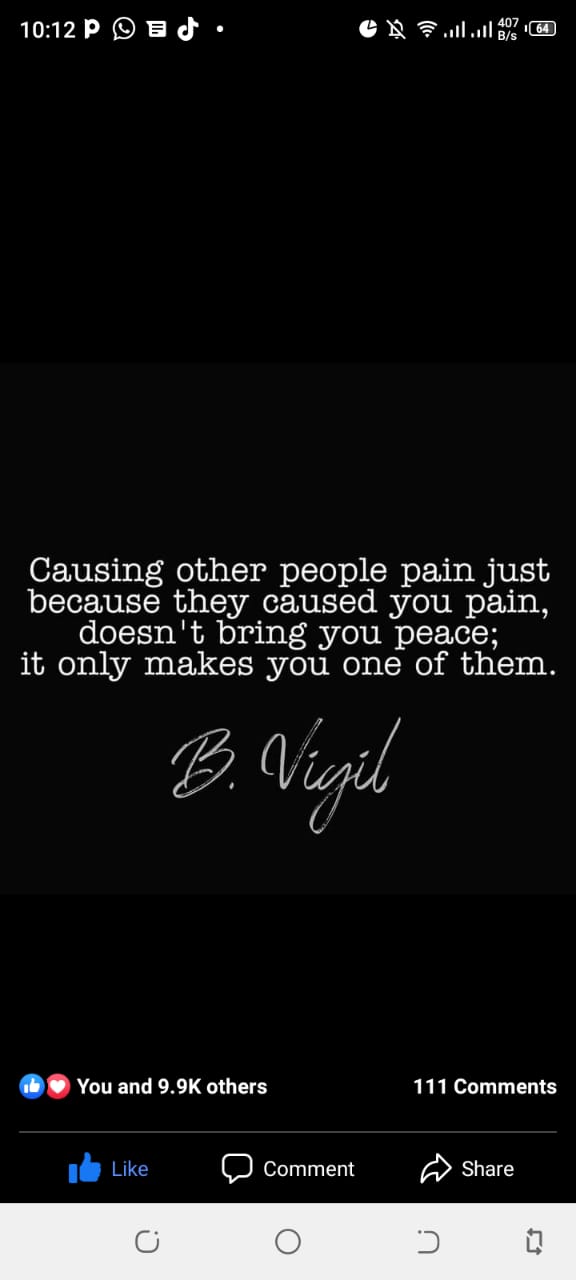 10:12
407
B/s
64
Causing other people pain just
because they caused you pain,
doesn't bring you peace;
it only makes you one of them.
B. Vigil
You and 9.9K others
111 Comments
Like
Comment
Share